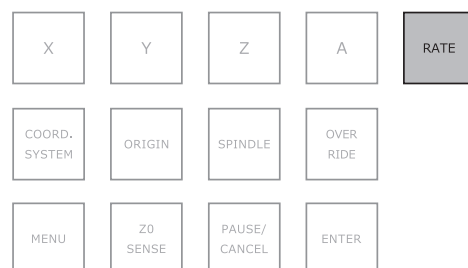 X Y Z A RATE
COORD. SYSTEM ORIGIN SPINDLE OVER RIDE
MENU Z0 SENSE PAUSE/ CANCEL ENTER